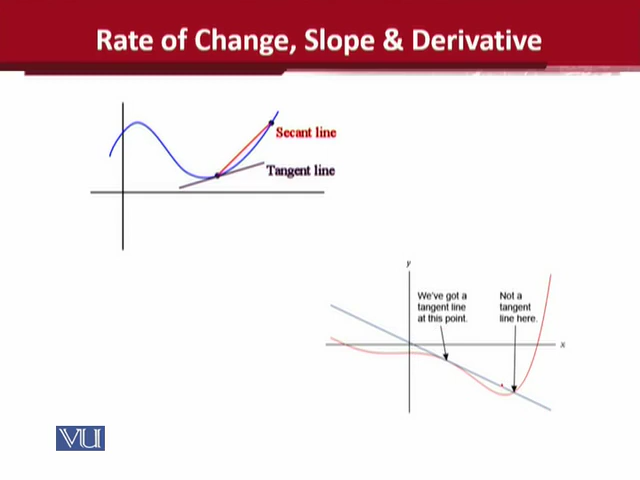 Rate of Change, Slope & Derivative
Secant line
Tangent line
y
We've got a
tangent line
at this point.
Not a
tangent
line here.
x
VU